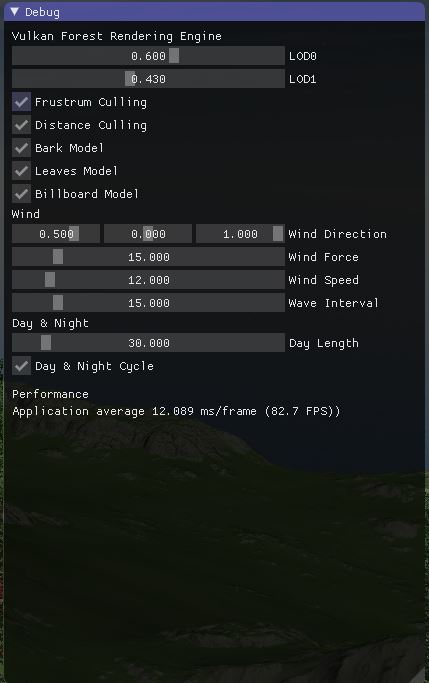 Debug
Vulkan Forest Rendering Engine
0.600 LOD0
0.430 LOD1
Frustrum Culling
Distance Culling
Bark Model
Leaves Model
Billboard Model
Wind
0.500 0.000 1.000 Wind Direction
15.000 Wind Force
12.000 Wind Speed
15.000 Wave Interval
Day & Night
30.000 Day Length
Day & Night Cycle
Performance
Application average 12.089 ms/frame (82.7 FPS))